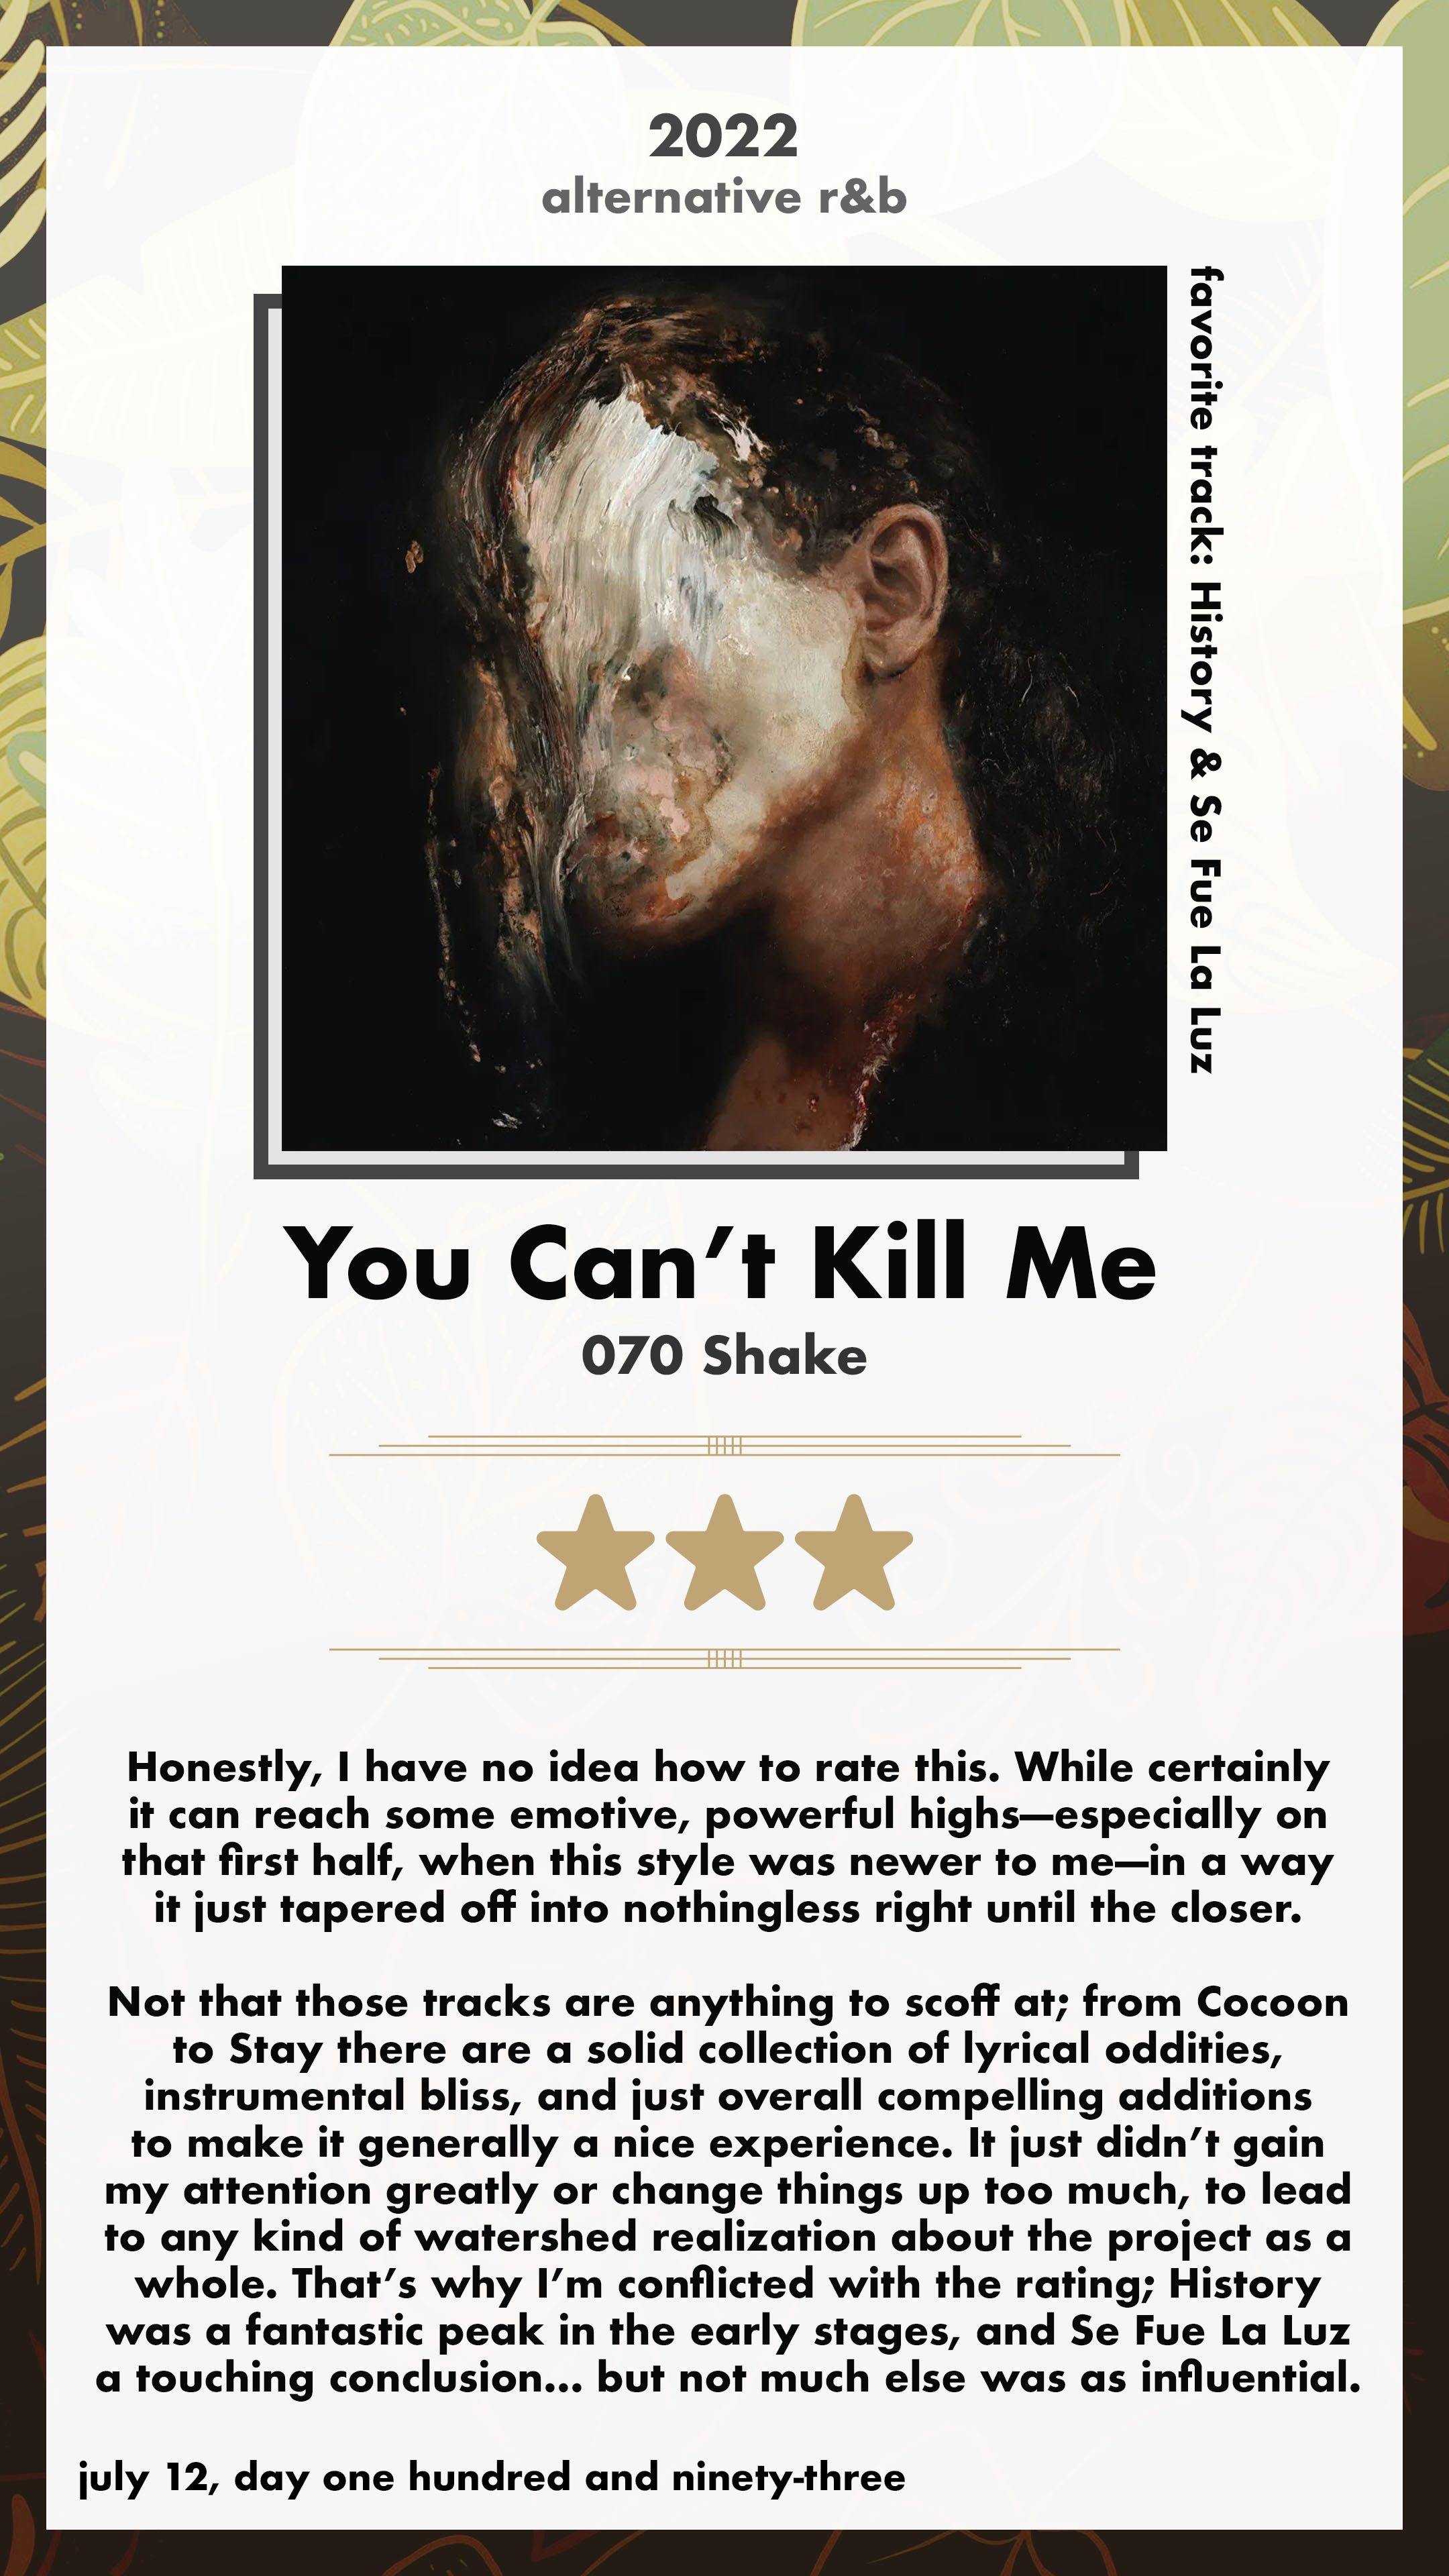 2022
alternative r&b
favorite track: History & Se Fue La Luz
You Can’t Kill Me
070 Shake
Honestly, I have no idea how to rate this. While certainly
it can reach some emotive, powerful highs—especially on
that first half, when this style was newer to me—in a way
it just tapered off into nothingless right until the closer.
Not that those tracks are anything to scoff at; from Cocoon
to Stay there are a solid collection of lyrical oddities,
instrumental bliss, and just overall compelling additions
to make it generally a nice experience. It just didn’t gain
my attention greatly or change things up too much, to lead
to any kind of watershed realization about the project as a
whole. That’s why I’m conflicted with the rating; History
was a fantastic peak in the early stages, and Se Fue La Luz
a touching conclusion... but not much else was as influential.
july 12, day one hundred and ninety-three